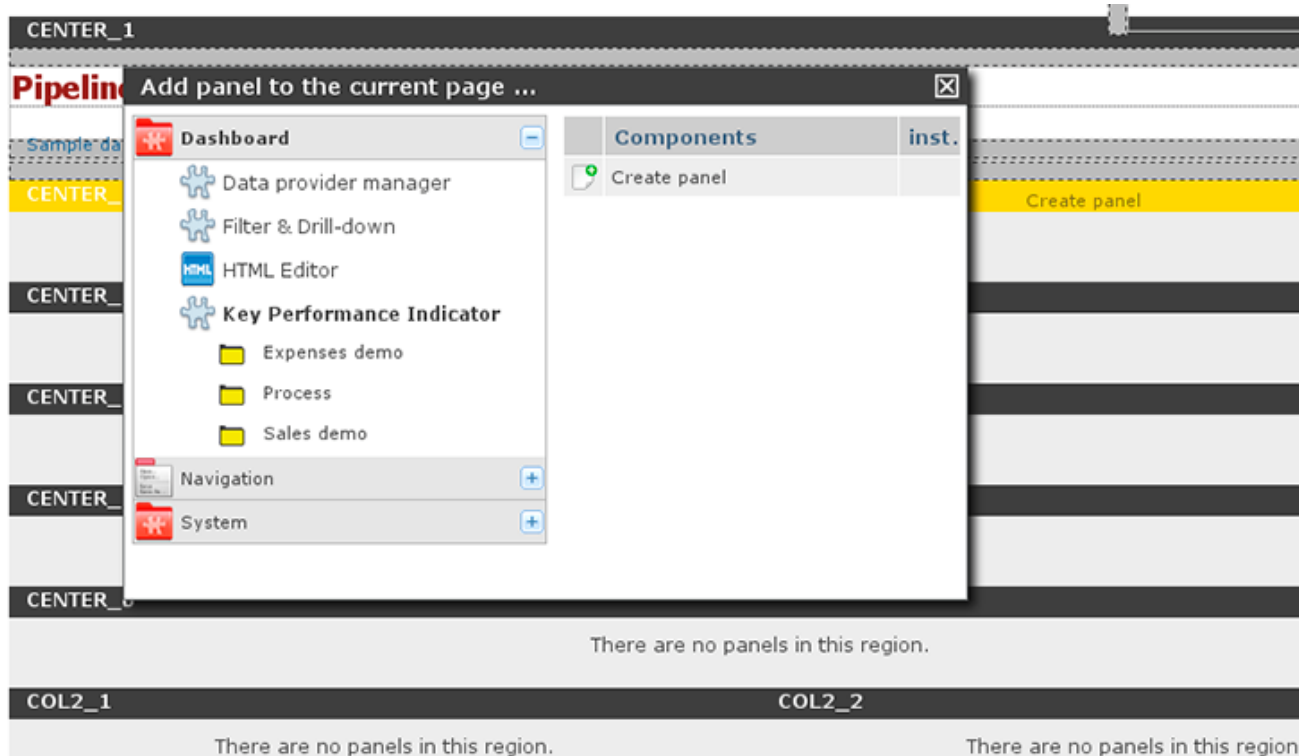 CENTER_1
Pipelin
Add panel to the current page ...
Sample da
Dashboard
Components
inst.
Data provider manager
Create panel
CENTER_
Create panel
Filter & Drill-down
HTML
HTML Editor
CENTER_
Key Performance Indicator
Expenses demo
Process
CENTER_
Sales demo
Navigation
CENTER_
System
CENTER_
There are no panels in this region.
COL2_1
COL2_2
There are no panels in this region.
There are no panels in this region